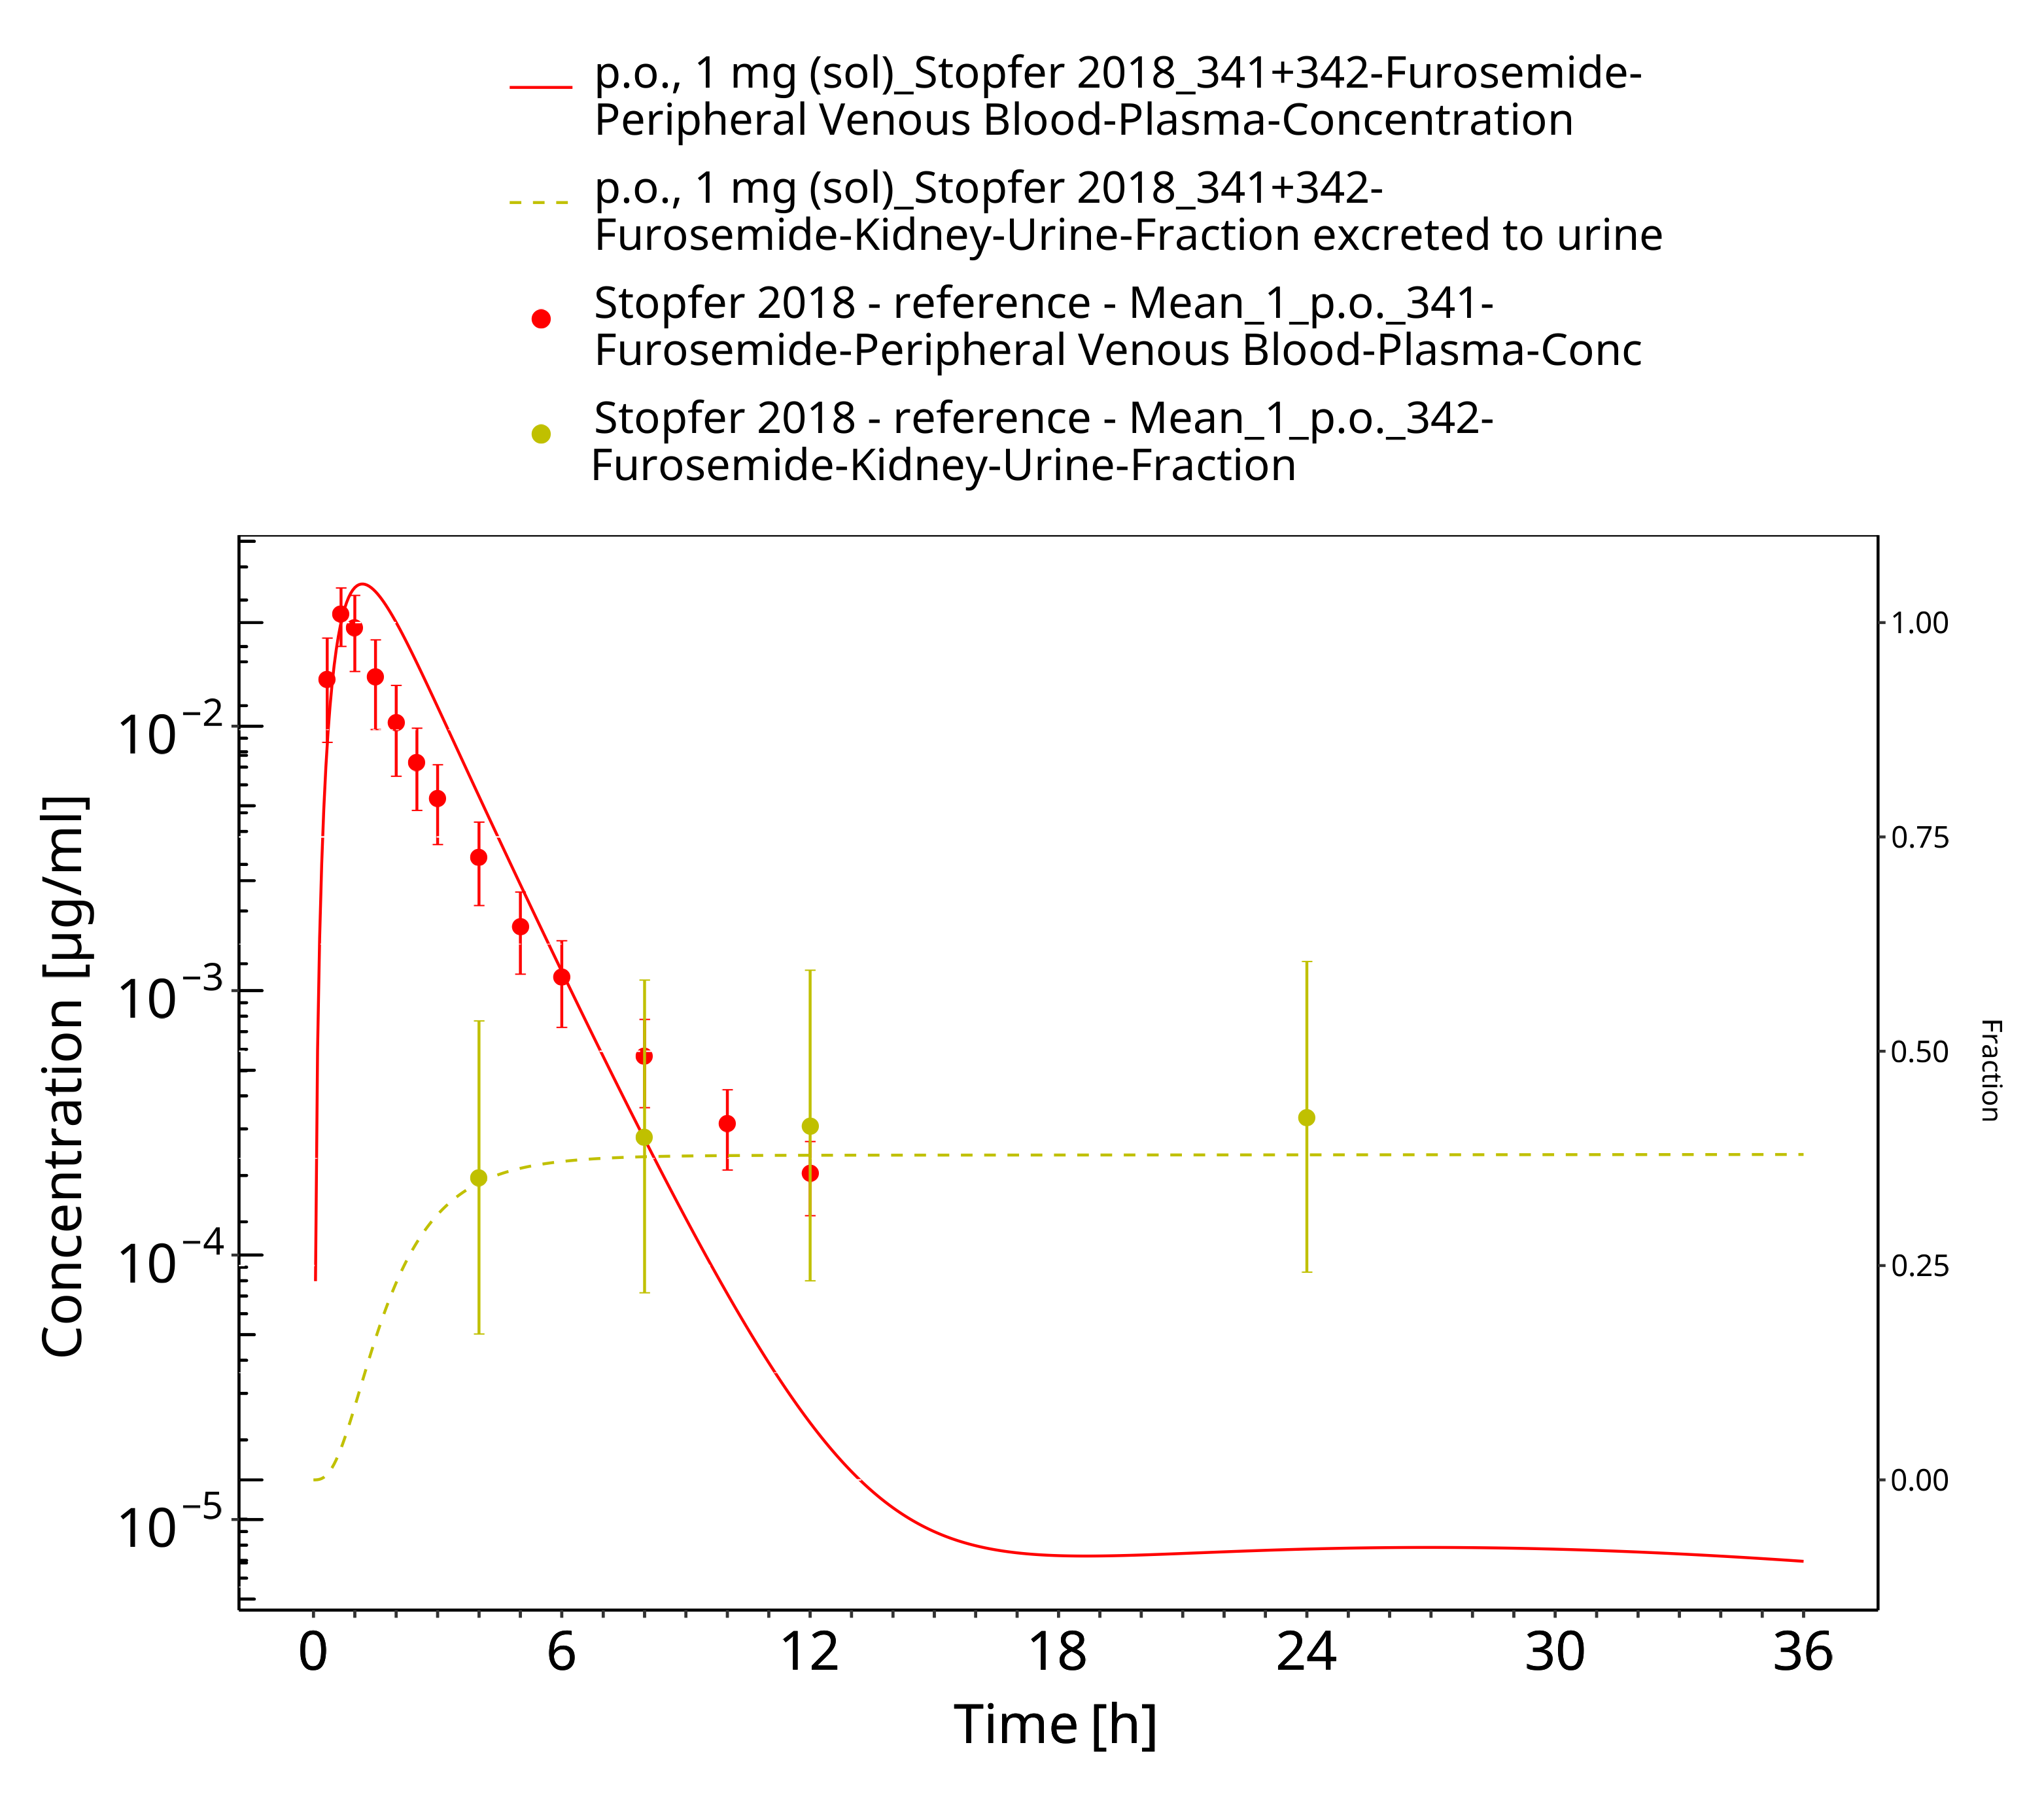 p.o., 1 mg (sol)_Stopfer 2018_341+342-Furosemide-
Peripheral Venous Blood-Plasma-Concentration
p.o., 1 mg (sol)_Stopfer 2018_341+342-
Furosemide-Kidney-Urine-Fraction excreted to urine
Stopfer 2018 - reference - Mean_1_p.o._341-
Furosemide-Peripheral Venous Blood-Plasma-Conc
Stopfer 2018 - reference - Mean_1_p.o._342-
Furosemide-Kidney-Urine-Fraction
Concentration [µg/ml]
10⁻²
10⁻³
10⁻⁴
10⁻⁵
1.00
0.75
0.50
0.25
0.00
Fraction
0 6 12 18 24 30 36
Time [h]